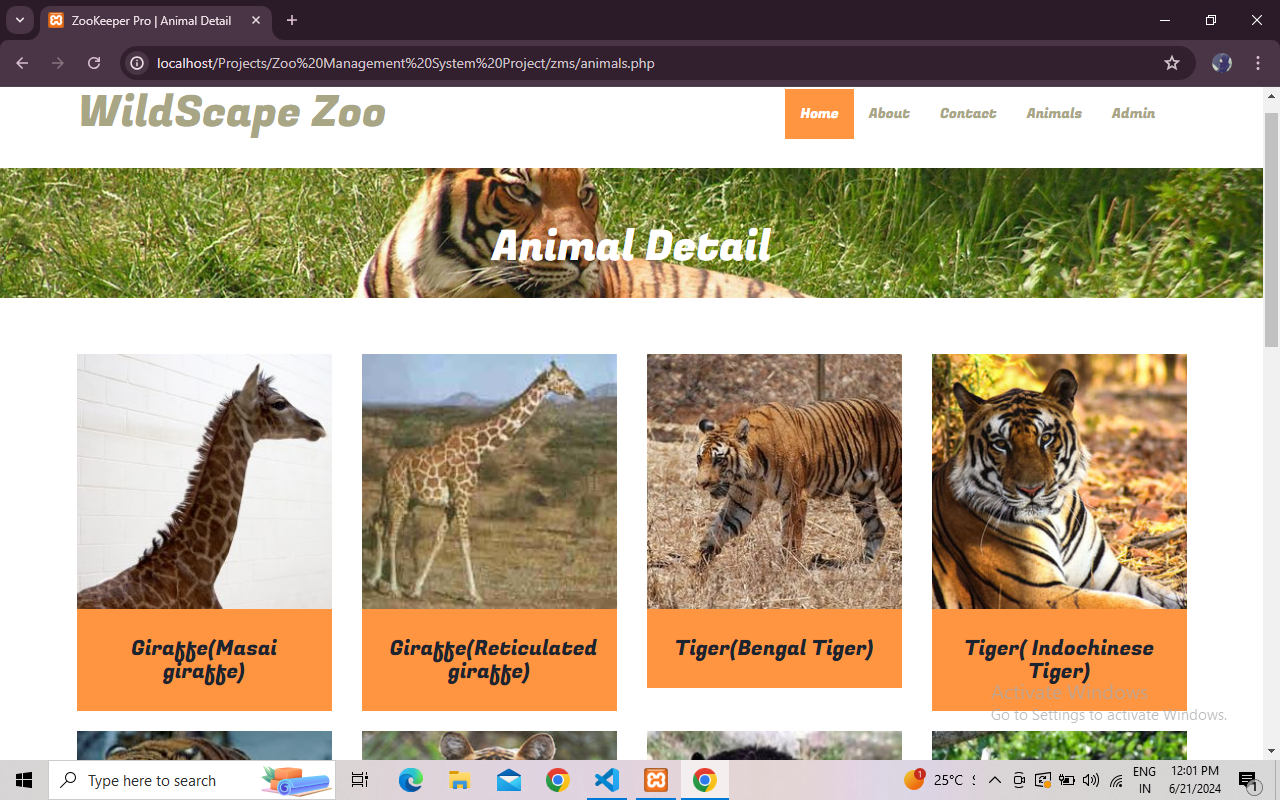 ZooKeeper Pro | Animal Detail
localhost/Projects/Zoo%20Management%20System%20Project/zms/animals.php
WildScape Zoo
Home About Contact Animals Admin
Animal Detail
Giraffe(Masai
giraffe)
Giraffe(Reticulated
giraffe)
Tiger(Bengal Tiger)
Tiger( Indochinese
Tiger)
Activate Windows
Go to Settings to activate Windows.
Type here to search
1
25°C
ENG
IN
12:01 PM
6/21/2024
1